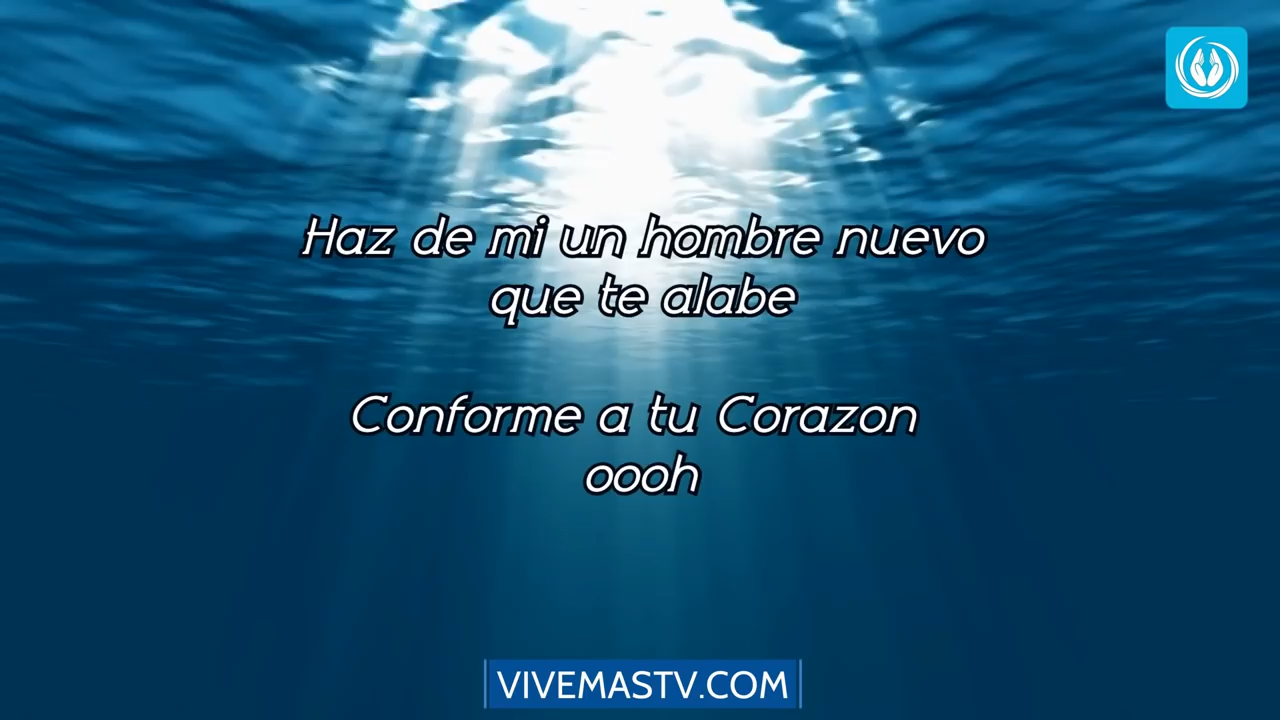 Haz de mi un hombre nuevo
que te alabe
Conforme a tu Corazon
oooh
VIVEMASTV.COM